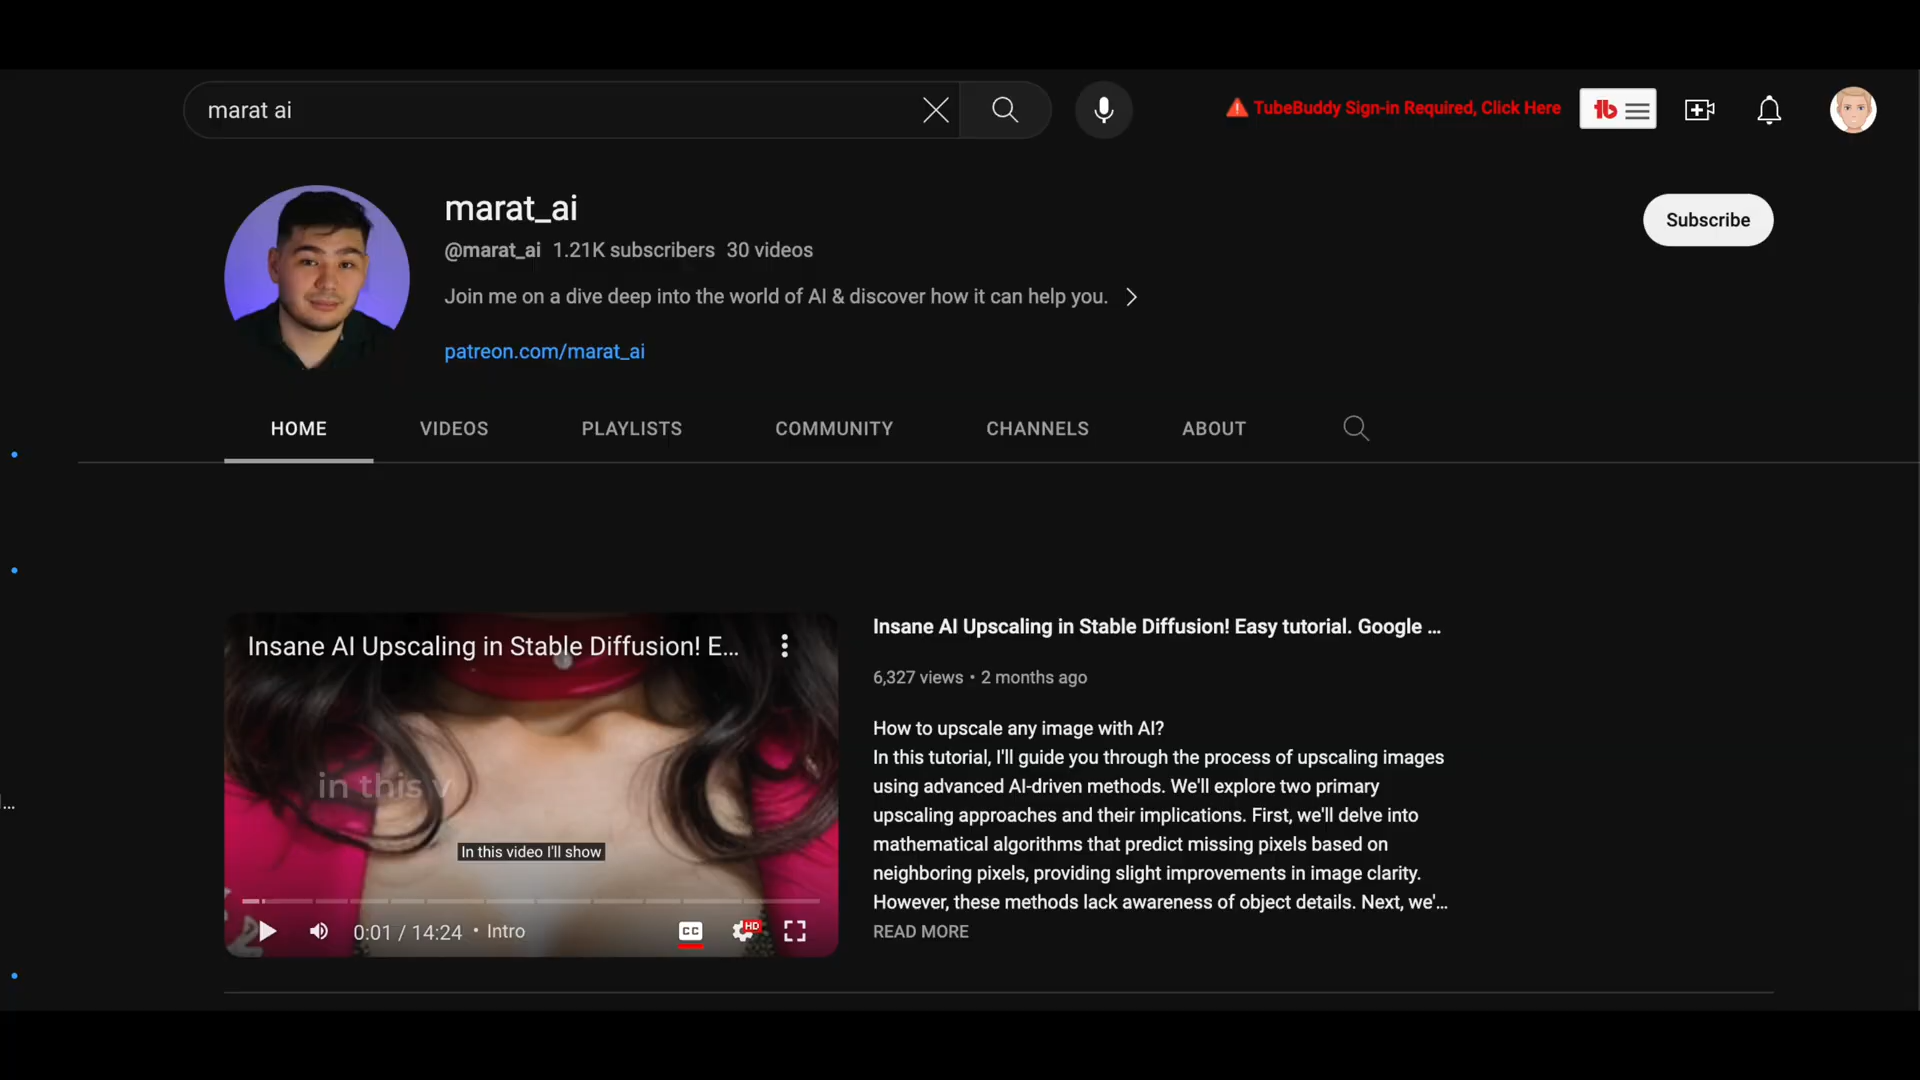 marat ai
TubeBuddy Sign-in Required, Click Here
tb
marat_ai
@marat_ai 1.21K subscribers 30 videos
Subscribe
Join me on a dive deep into the world of AI & discover how it can help you.
patreon.com/marat_ai
HOME VIDEOS PLAYLISTS COMMUNITY CHANNELS ABOUT
Insane AI Upscaling in Stable Diffusion! E...
in this v
In this video I'll show
0:01 / 14:24 • Intro
CC
HD
Insane AI Upscaling in Stable Diffusion! Easy tutorial. Google ...
6,327 views • 2 months ago
How to upscale any image with AI?
In this tutorial, I'll guide you through the process of upscaling images
using advanced AI-driven methods. We'll explore two primary
upscaling approaches and their implications. First, we'll delve into
mathematical algorithms that predict missing pixels based on
neighboring pixels, providing slight improvements in image clarity.
However, these methods lack awareness of object details. Next, we'...
READ MORE